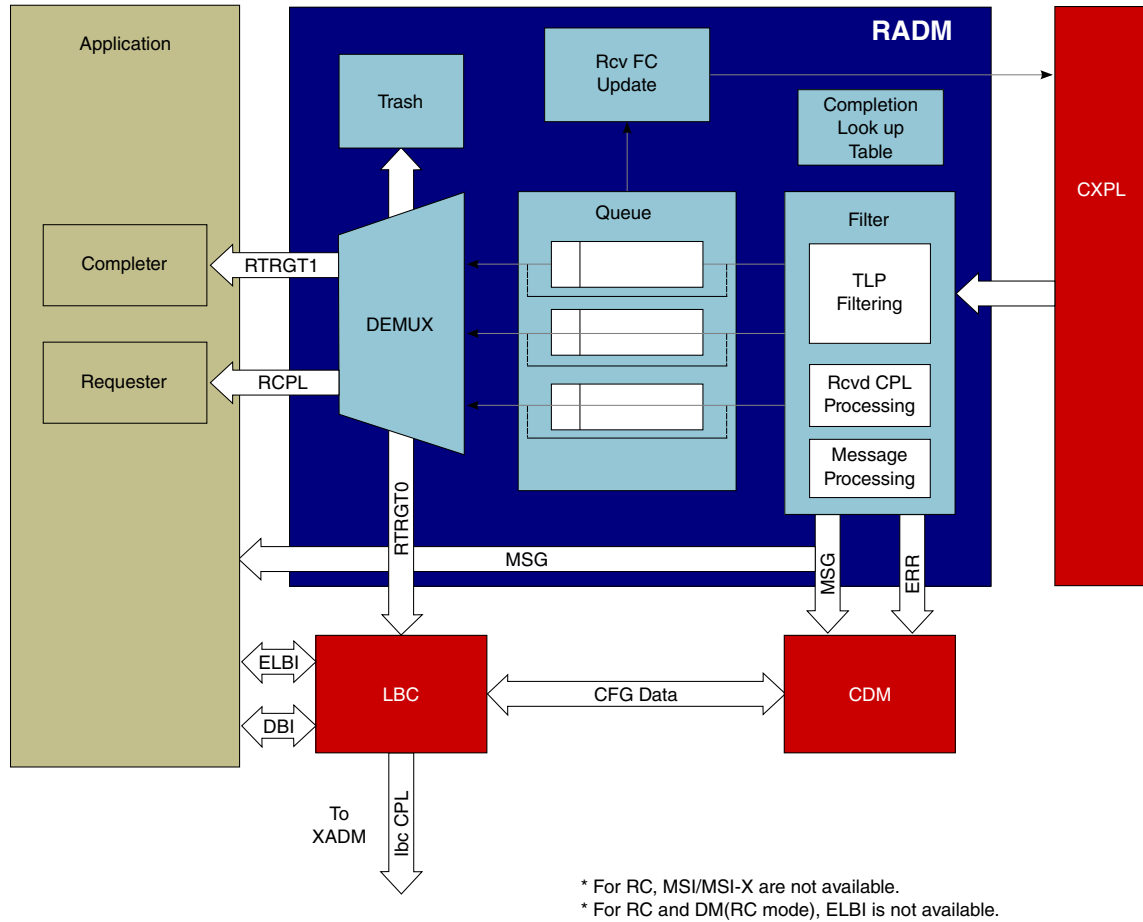 Application
RADM
Rcv FC
Update
Trash
Completion
Look up
Table
CXPL
Queue
Filter
Completer
RTRGT1
TLP
Filtering
DEMUX
Requester
RCPL
Rcvd CPL
Processing
Message
Processing
RTRGT0
MSG
MSG
ERR
ELBI
LBC
CFG Data
CDM
DBI
To
XADM
lbc CPL
* For RC, MSI/MSI-X are not available.
* For RC and DM(RC mode), ELBI is not available.